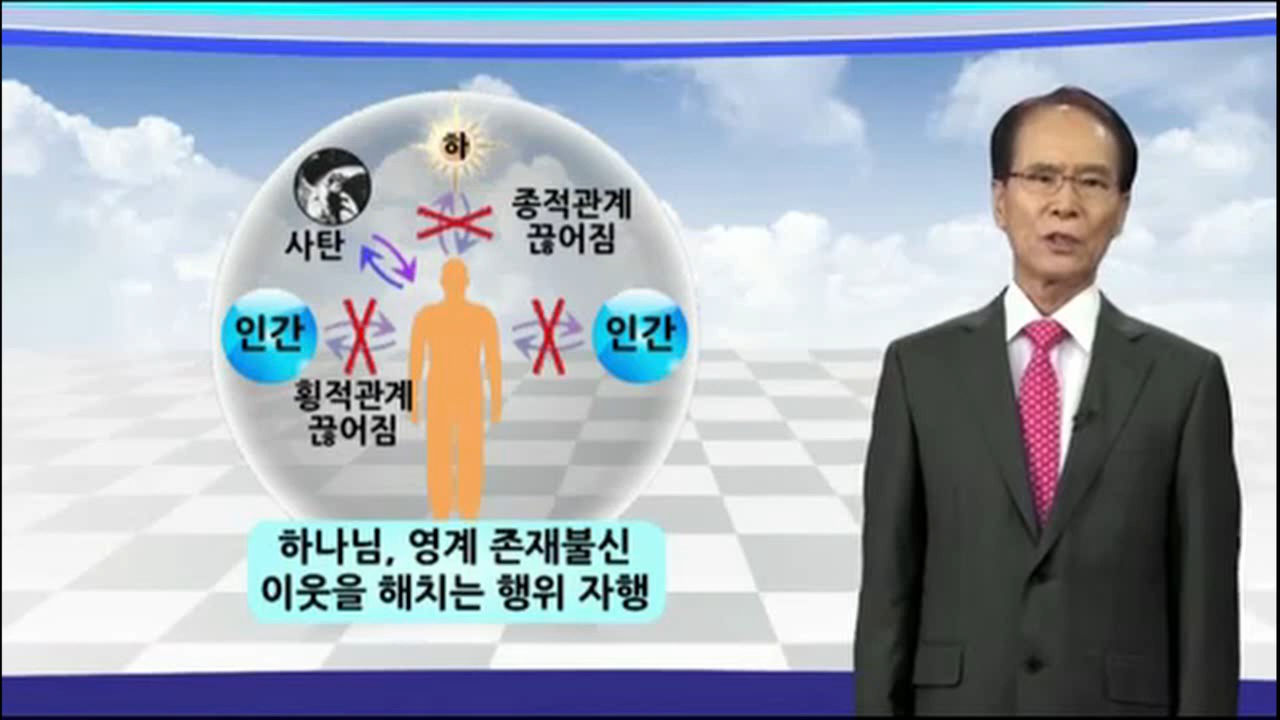 하
사탄
종적관계
끊어짐
인간
인간
횡적관계
끊어짐
하나님, 영계 존재불신
이웃을 해치는 행위 자행